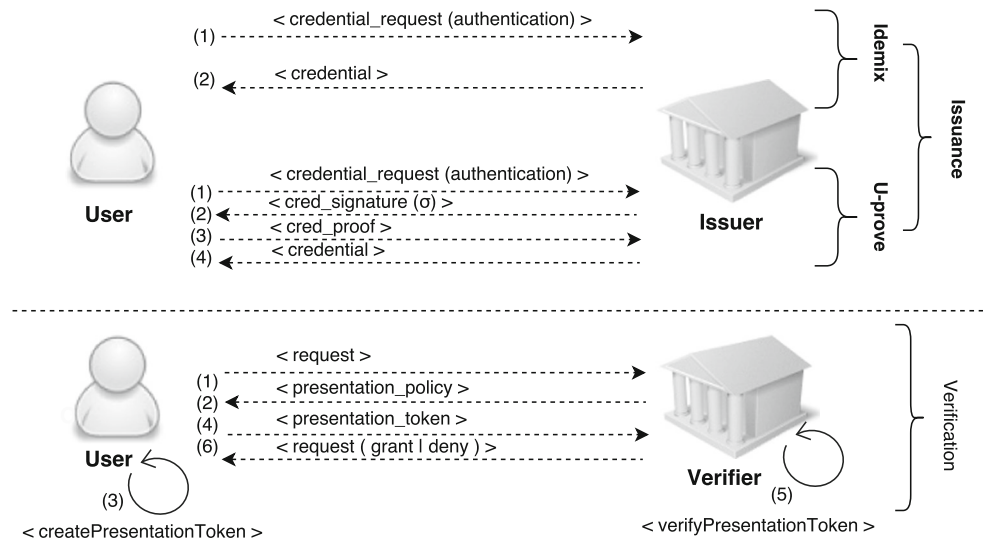 < credential_request (authentication) >
(1)
< credential >
(2)
Idemix
Issuance
< credential_request (authentication) >
(1)
< cred_signature (σ) >
(2)
< cred_proof >
(3)
< credential >
(4)
User
Issuer
U-prove
< request >
(1)
< presentation_policy >
(2)
< presentation_token >
(4)
< request ( grant | deny ) >
(6)
User
(3)
< createPresentationToken >
Verifier
(5)
< verifyPresentationToken >
Verification